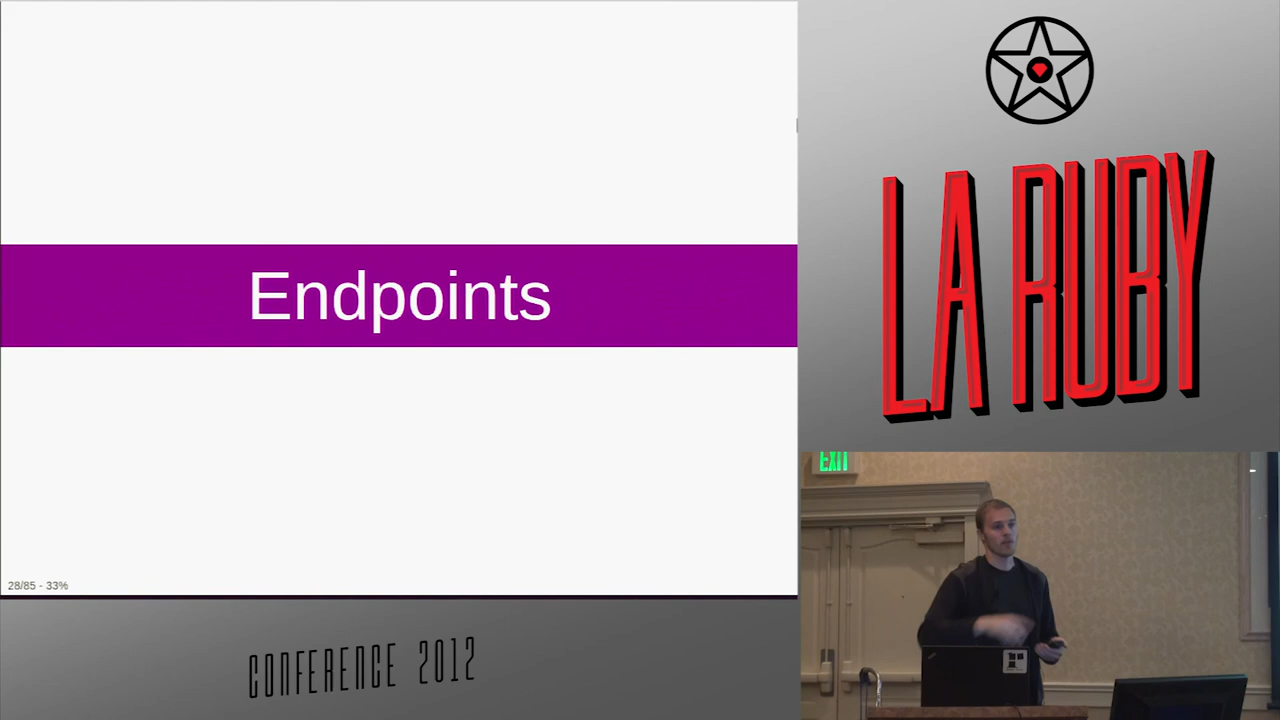 Endpoints
28/85 - 33%
CONFERENCE 2012
LA RUBY
EXIT